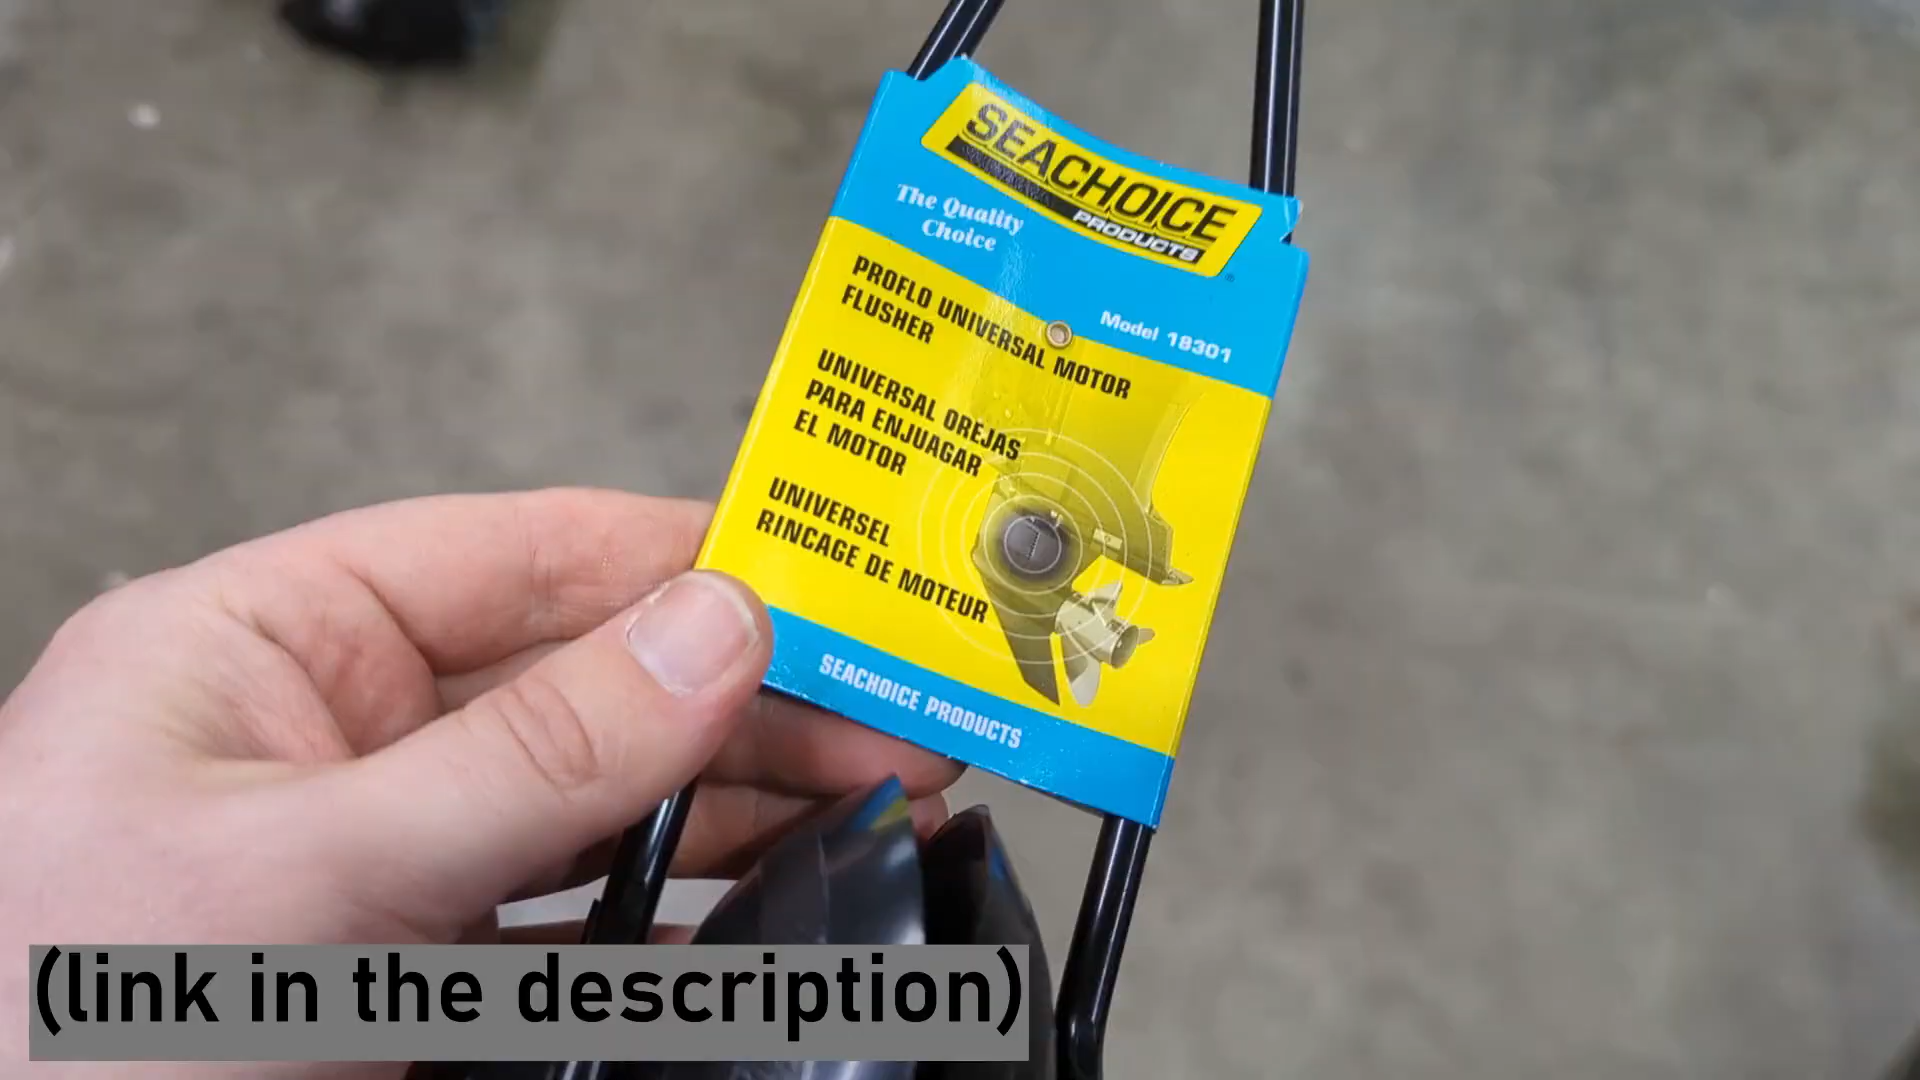 SEACHOICE
PRODUCTS
®
The Quality
Choice
Model 18301
PROFLO UNIVERSAL MOTOR
FLUSHER
UNIVERSAL OREJAS
PARA ENJUAGAR
EL MOTOR
UNIVERSEL
RINCAGE DE MOTEUR
SEACHOICE PRODUCTS
(link in the description)